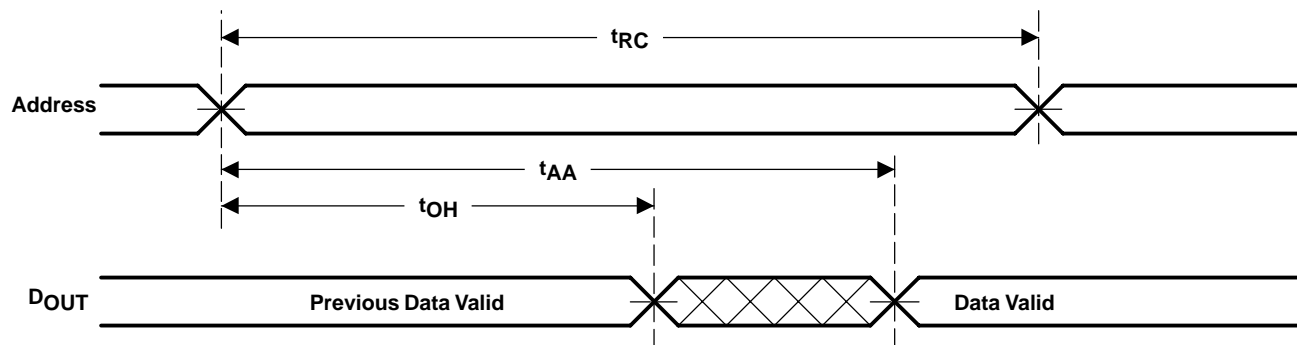 tRC
Address
tAA
tOH
DOUT
Previous Data Valid
Data Valid